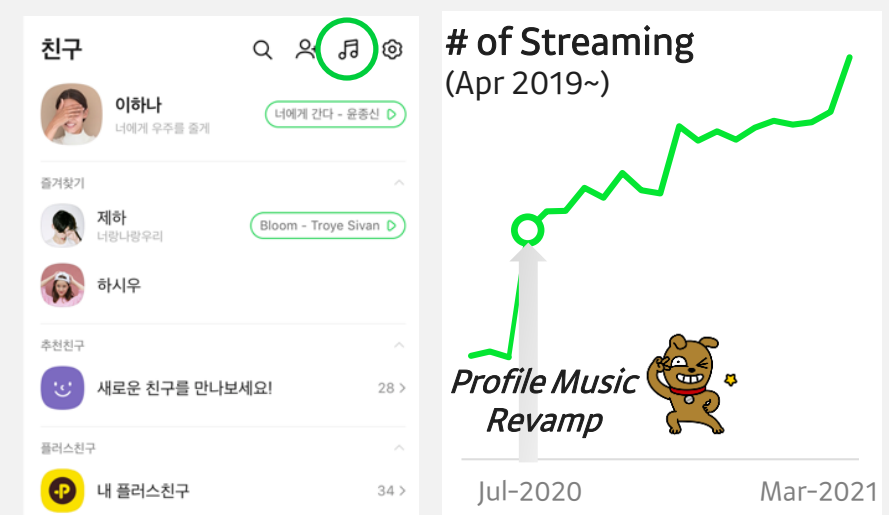 친구
이하나
너에게 우주를 줄게
너에게 간다 - 윤종신
즐겨찾기
제하
너랑나랑우리
Bloom - Troye Sivan
하시우
추천친구
새로운 친구를 만나보세요!
28
플러스친구
내 플러스친구
34
# of Streaming
(Apr 2019~)
Profile Music
Revamp
Jul-2020
Mar-2021